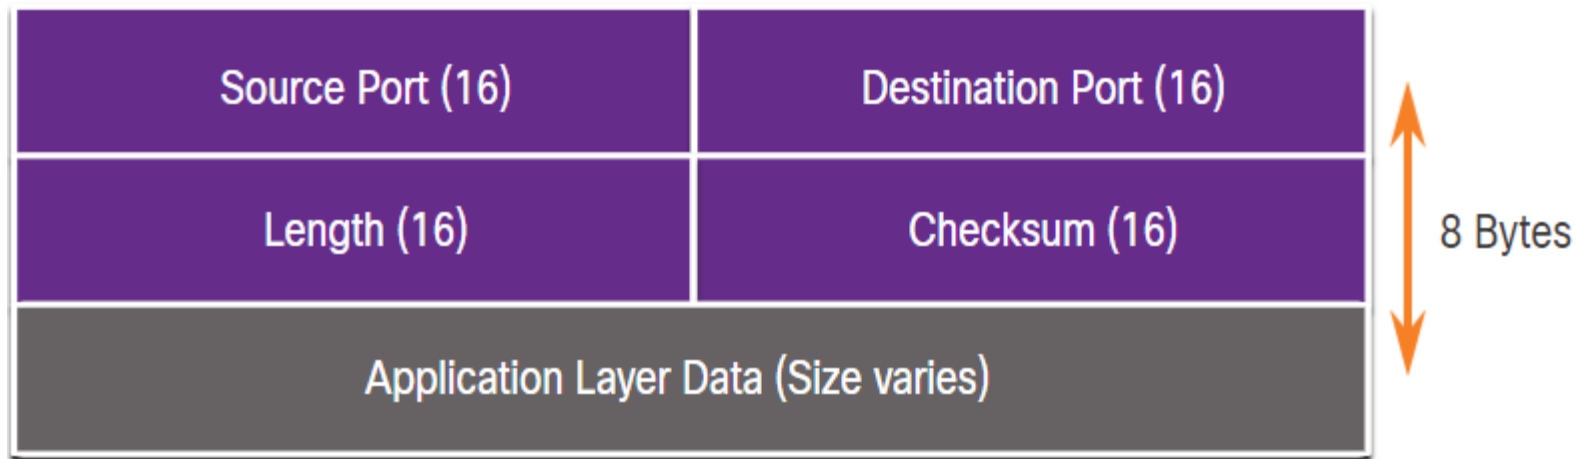 Source Port (16)
Destination Port (16)
Length (16)
Checksum (16)
8 Bytes
Application Layer Data (Size varies)